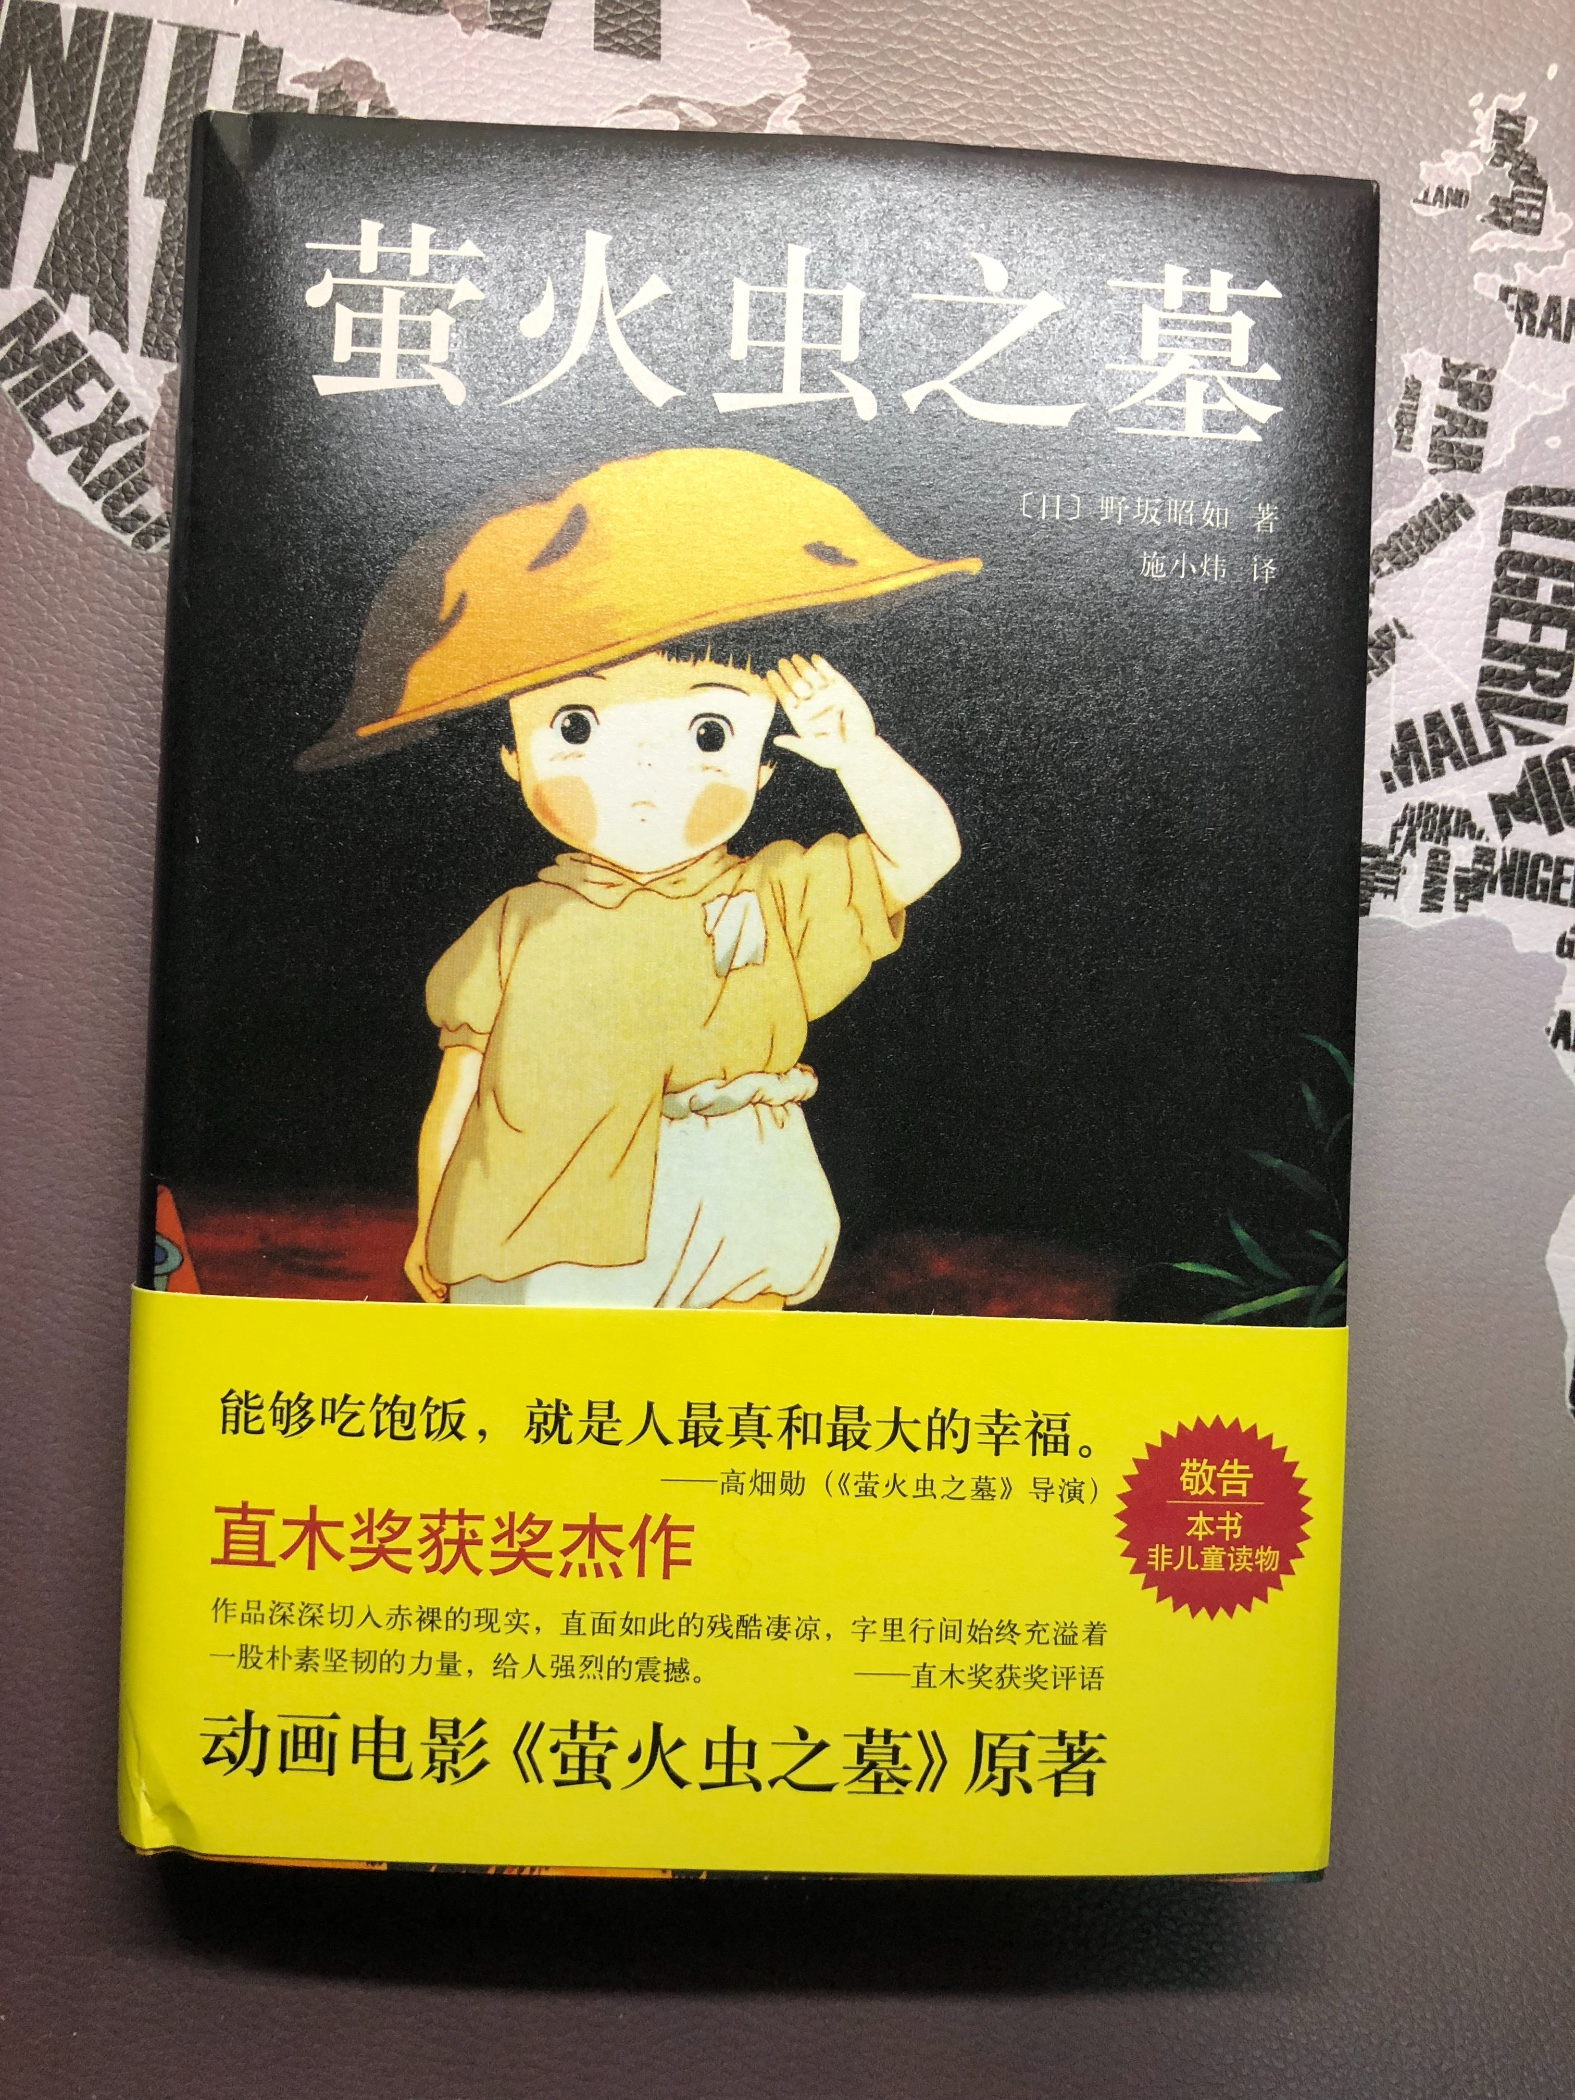 萤火虫之墓
〔日〕野坂昭如 著
施小炜 译
能够吃饱饭，就是人最真和最大的幸福。
——高畑勋（《萤火虫之墓》导演）
直木奖获奖杰作
作品深深切入赤裸的现实，直面如此的残酷凄凉，字里行间始终充溢着
一股朴素坚韧的力量，给人强烈的震撼。 ——直木奖获奖评语
动画电影《萤火虫之墓》原著
敬告
本书
非儿童读物
MEXICO
SPAIN
MALI
GHANA